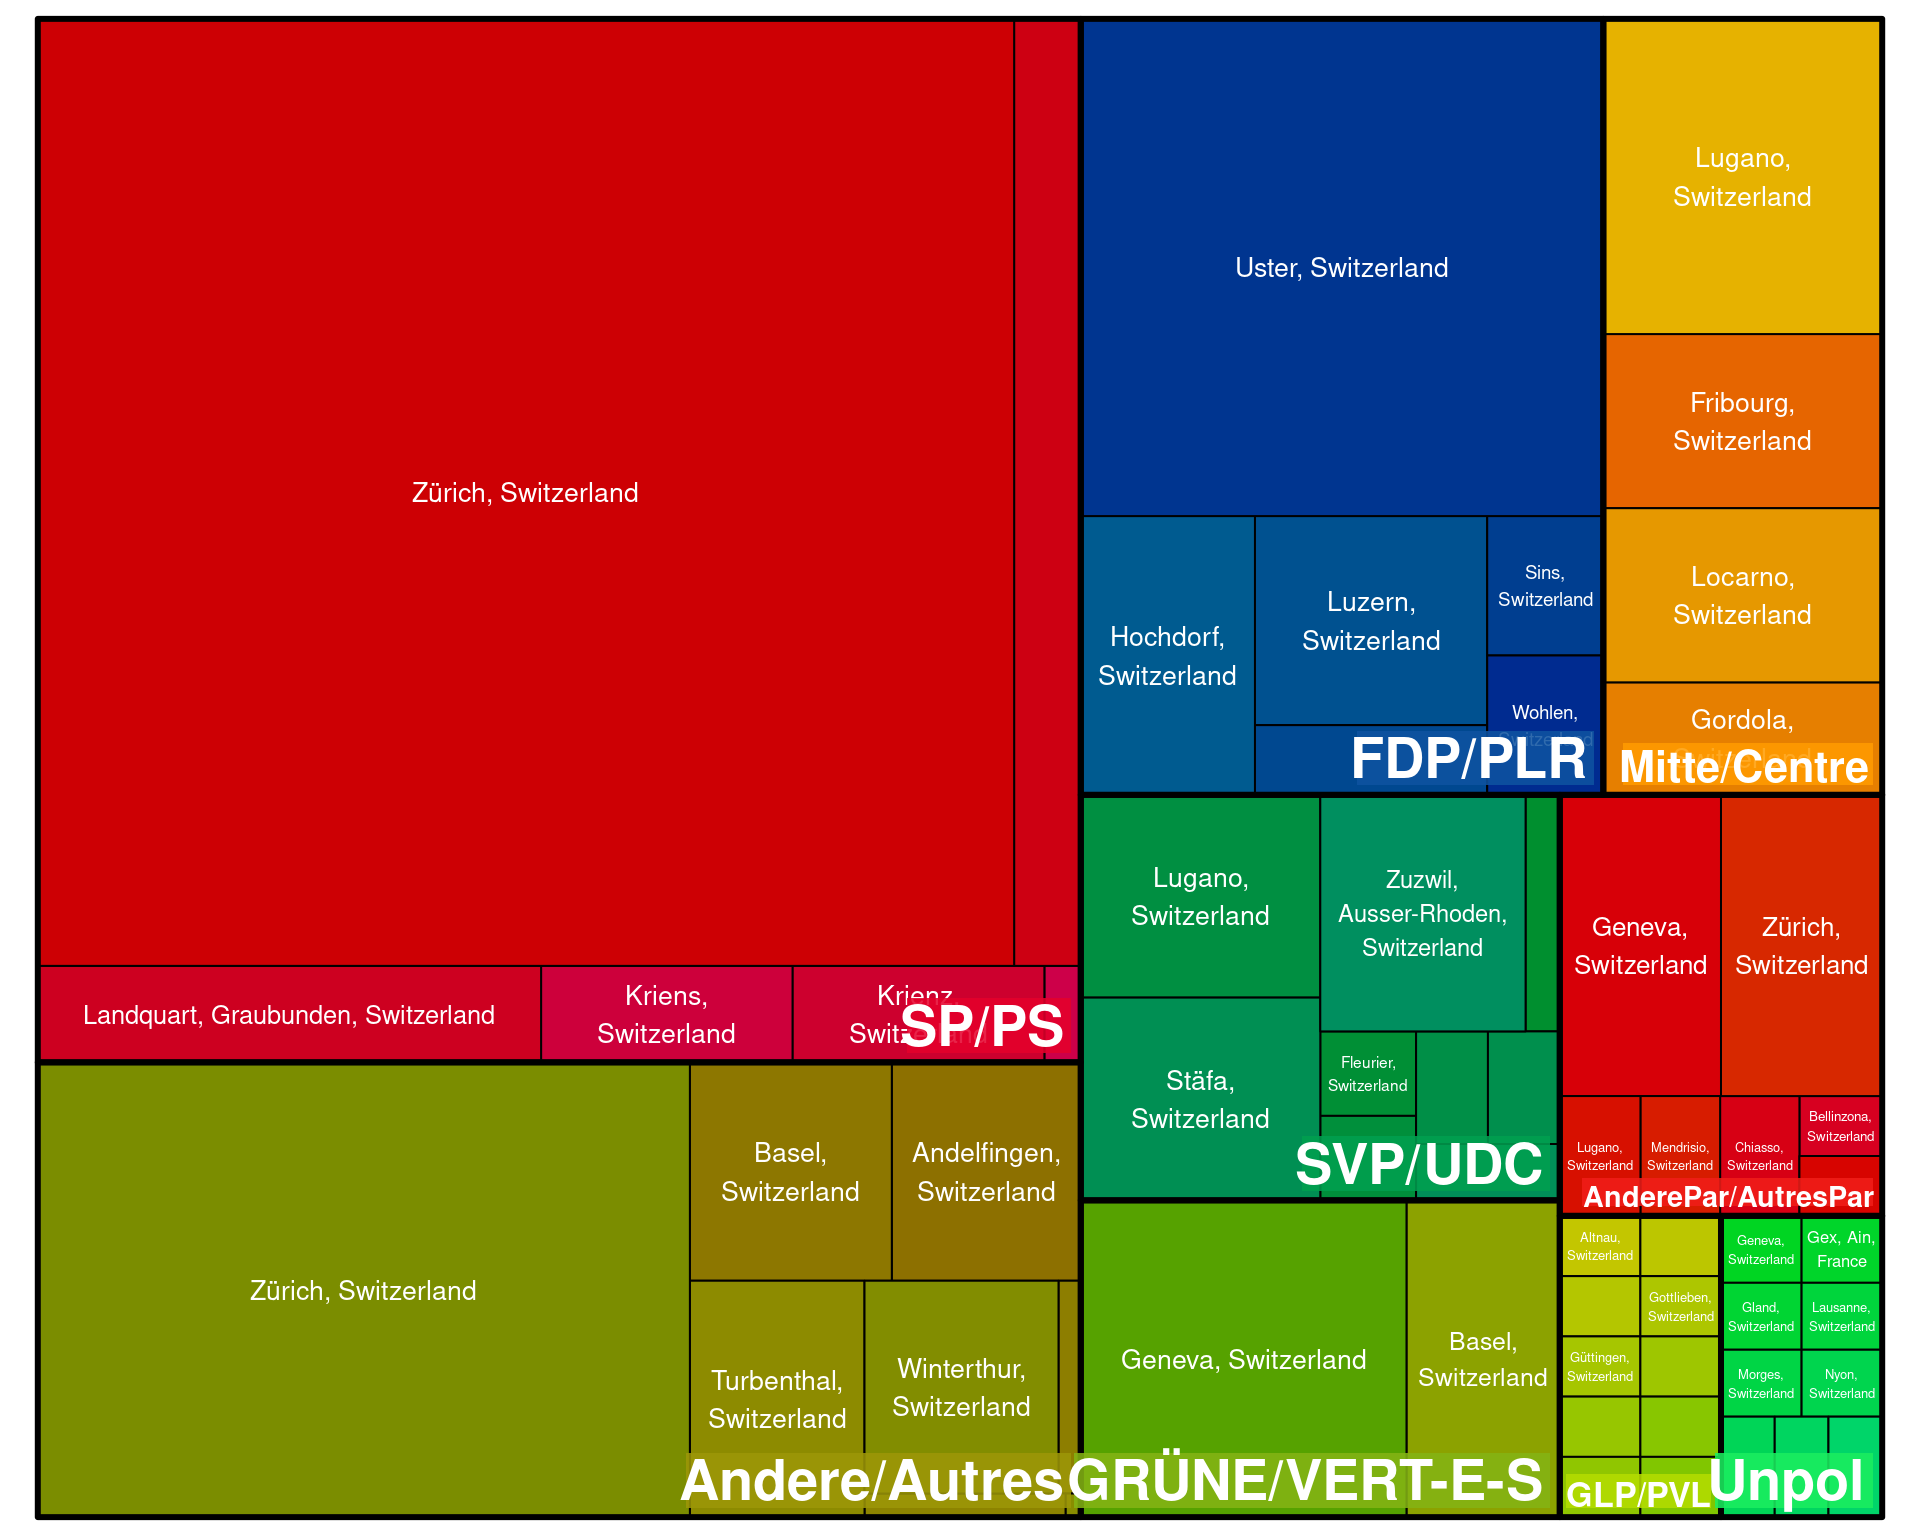 Zürich, Switzerland
Landquart, Graubunden, Switzerland
Kriens,
Switzerland
Krienz,
Switzerland
SP/PS
Uster, Switzerland
Hochdorf,
Switzerland
Luzern,
Switzerland
Sins,
Switzerland
Wohlen,
Switzerland
FDP/PLR
Lugano,
Switzerland
Fribourg,
Switzerland
Locarno,
Switzerland
Gordola,
Switzerland
Mitte/Centre
Zürich, Switzerland
Basel,
Switzerland
Andelfingen,
Switzerland
Turbenthal,
Switzerland
Winterthur,
Switzerland
Andere/Autres
Lugano,
Switzerland
Zuzwil,
Ausser-Rhoden,
Switzerland
Stäfa,
Switzerland
Fleurier,
Switzerland
SVP/UDC
Geneva, Switzerland
Basel,
Switzerland
GRÜNE/VERT-E-S
Geneva,
Switzerland
Zürich,
Switzerland
Lugano,
Switzerland
Mendrisio,
Switzerland
Chiasso,
Switzerland
Bellinzona,
Switzerland
AnderePar/AutresPar
Altnau,
Switzerland
Gottlieben,
Switzerland
Güttingen,
Switzerland
GLP/PVL
Geneva,
Switzerland
Gex, Ain,
France
Gland,
Switzerland
Lausanne,
Switzerland
Morges,
Switzerland
Nyon,
Switzerland
Unpol